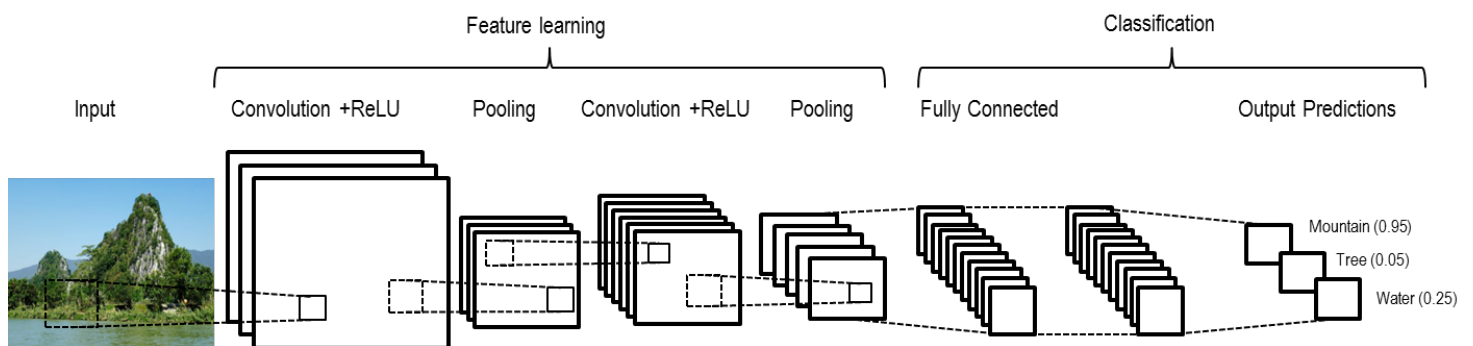 Feature learning
Classification
Input
Convolution +ReLU
Pooling
Convolution +ReLU
Pooling
Fully Connected
Output Predictions
Mountain (0.95)
Tree (0.05)
Water (0.25)